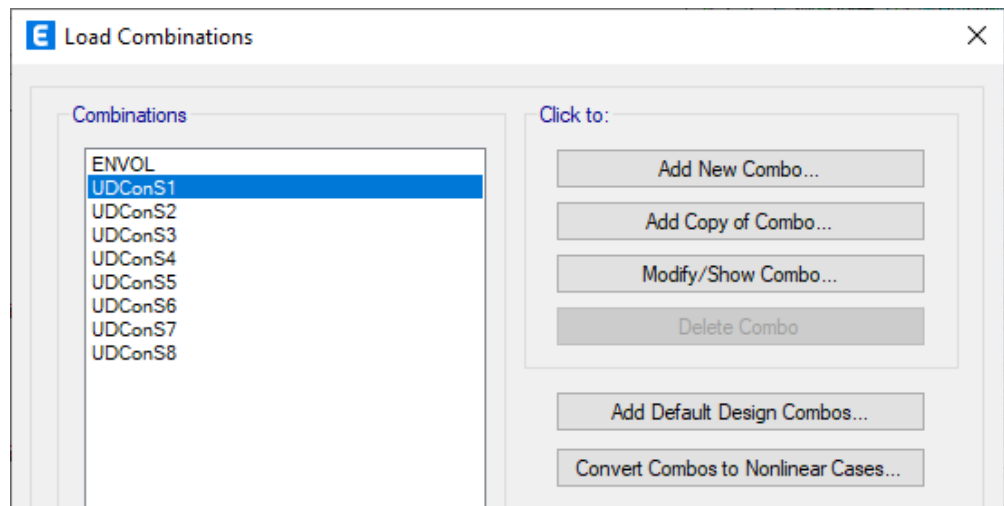 E Load Combinations
Combinations
ENVOL
UDConS1
UDConS2
UDConS3
UDConS4
UDConS5
UDConS6
UDConS7
UDConS8
Click to:
Add New Combo...
Add Copy of Combo...
Modify/Show Combo...
Delete Combo
Add Default Design Combos...
Convert Combos to Nonlinear Cases...